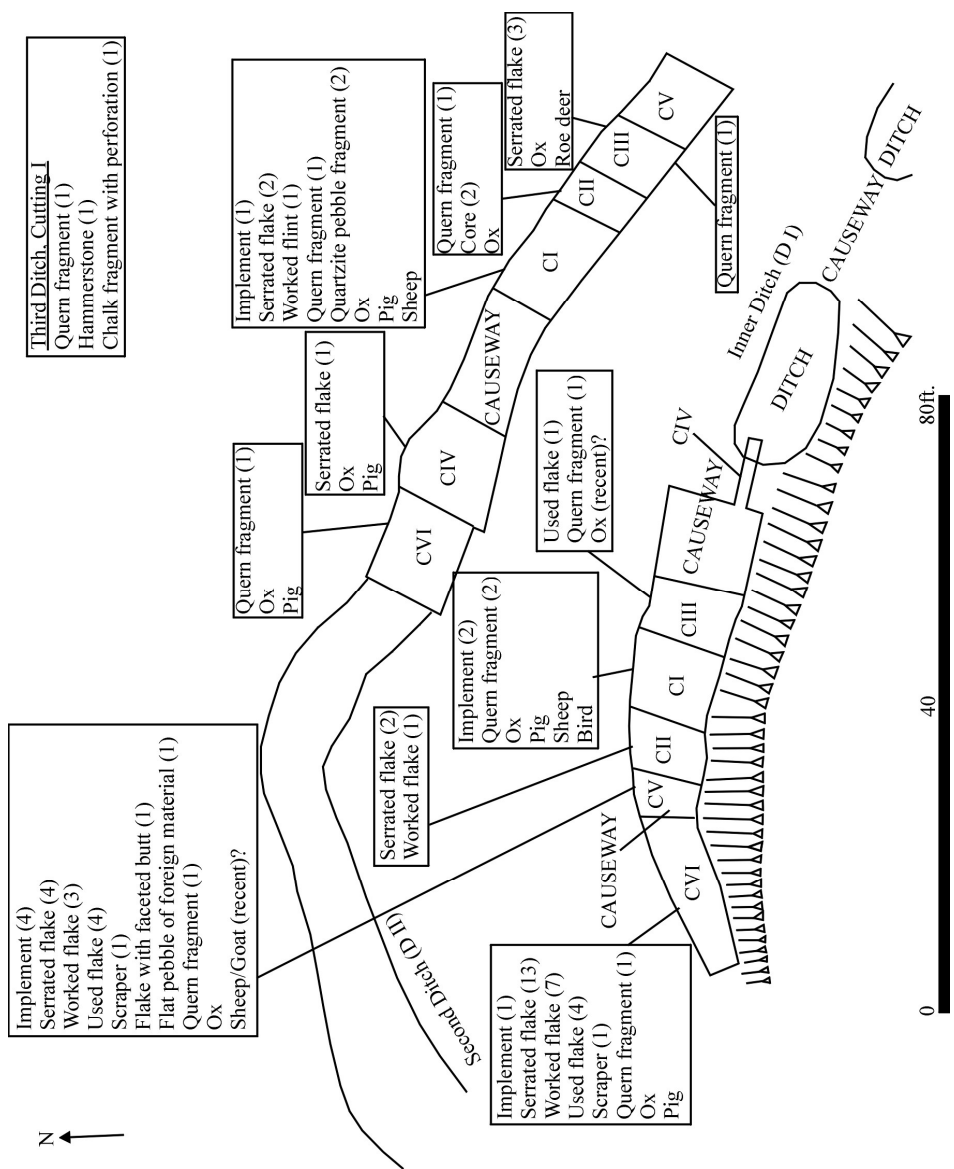 N
Third Ditch, Cutting I
Quern fragment (1)
Hammerstone (1)
Chalk fragment with perforation (1)
Implement (1)
Serrated flake (2)
Worked flint (1)
Quern fragment (1)
Quartzite pebble fragment (2)
Ox
Pig
Sheep
Quern fragment (1)
Core (2)
Ox
Serrated flake (3)
Ox
Roe deer
Serrated flake (1)
Ox
Pig
Quern fragment (1)
Ox
Pig
Implement (4)
Serrated flake (4)
Worked flake (3)
Used flake (4)
Scraper (1)
Flake with faceted butt (1)
Flat pebble of foreign material (1)
Quern fragment (1)
Ox
Sheep/Goat (recent)?
CVI
CIV
CAUSEWAY
CI
CII
CIII
CV
Quern fragment (1)
Second Ditch (D II)
Serrated flake (2)
Worked flake (1)
Implement (2)
Quern fragment (2)
Ox
Pig
Sheep
Bird
Used flake (1)
Quern fragment (1)
Ox (recent)?
Implement (1)
Serrated flake (13)
Worked flake (7)
Used flake (4)
Scraper (1)
Quern fragment (1)
Ox
Pig
CAUSEWAY
CVI
CV
CII
CI
CIII
CAUSEWAY
CIV
Inner Ditch (D I)
DITCH
CAUSEWAY
DITCH
0
40
80ft.